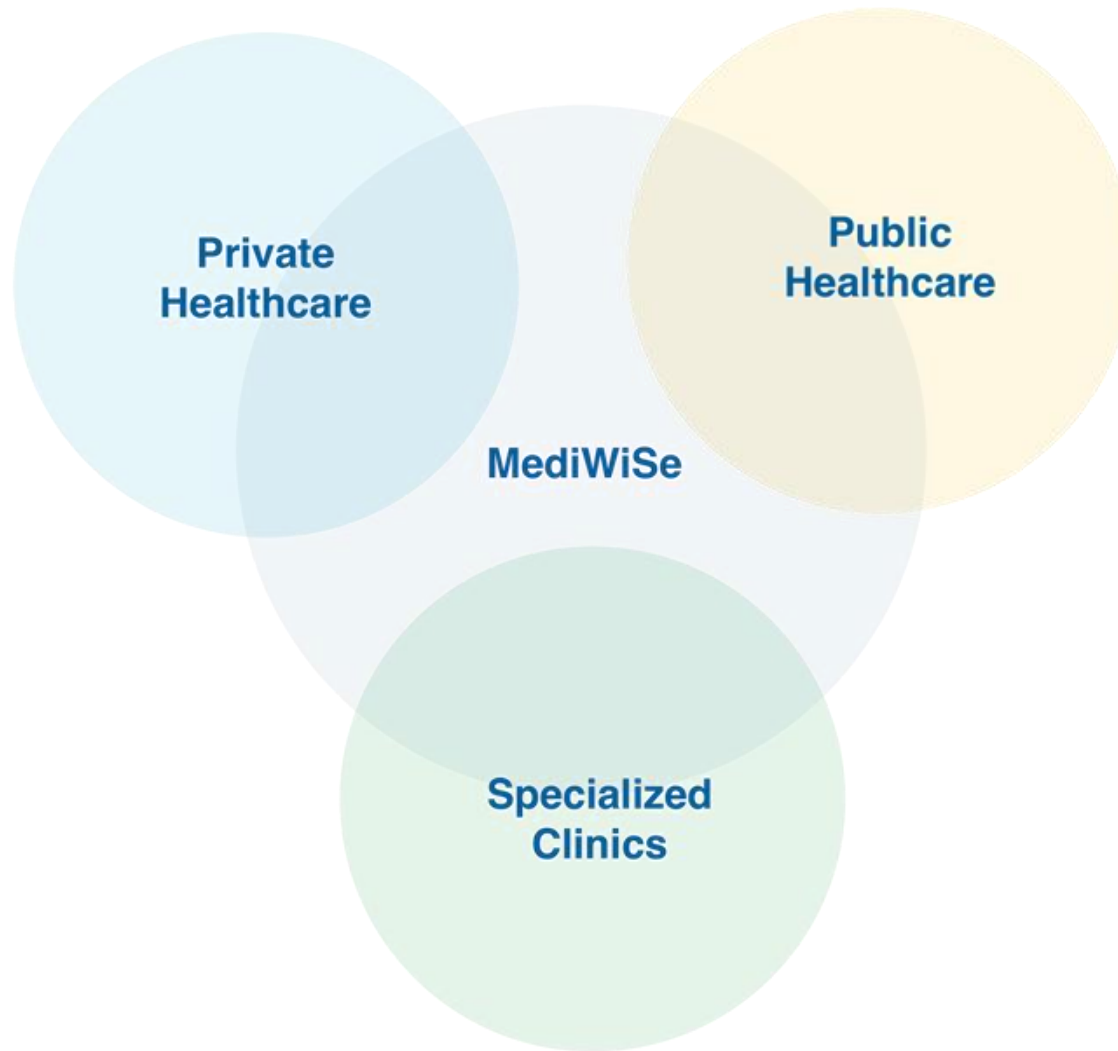 Private
Healthcare
Public
Healthcare
MediWiSe
Specialized
Clinics